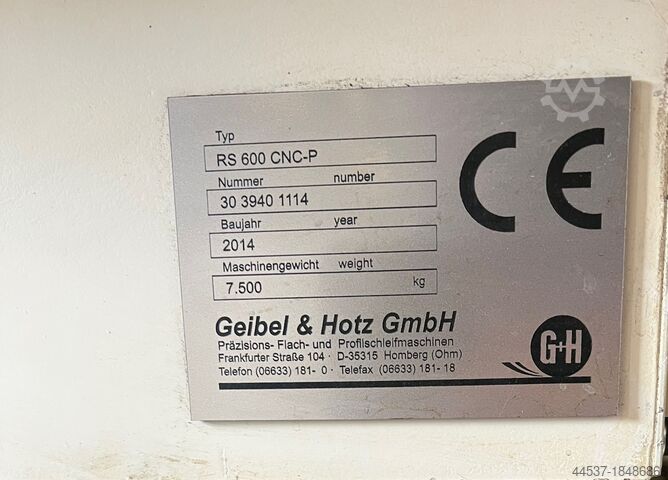 Typ
RS 600 CNC-P
Nummer number
30 3940 1114
Baujahr year
2014
Maschinengewicht weight
7.500 kg
CE
Geibel & Hotz GmbH
Präzisions- Flach- und Profilschleifmaschinen
Frankfurter Straße 104 · D-35315 Homberg (Ohm)
Telefon (06633) 181- 0 · Telefax (06633) 181- 18
G+H
44537-1848686